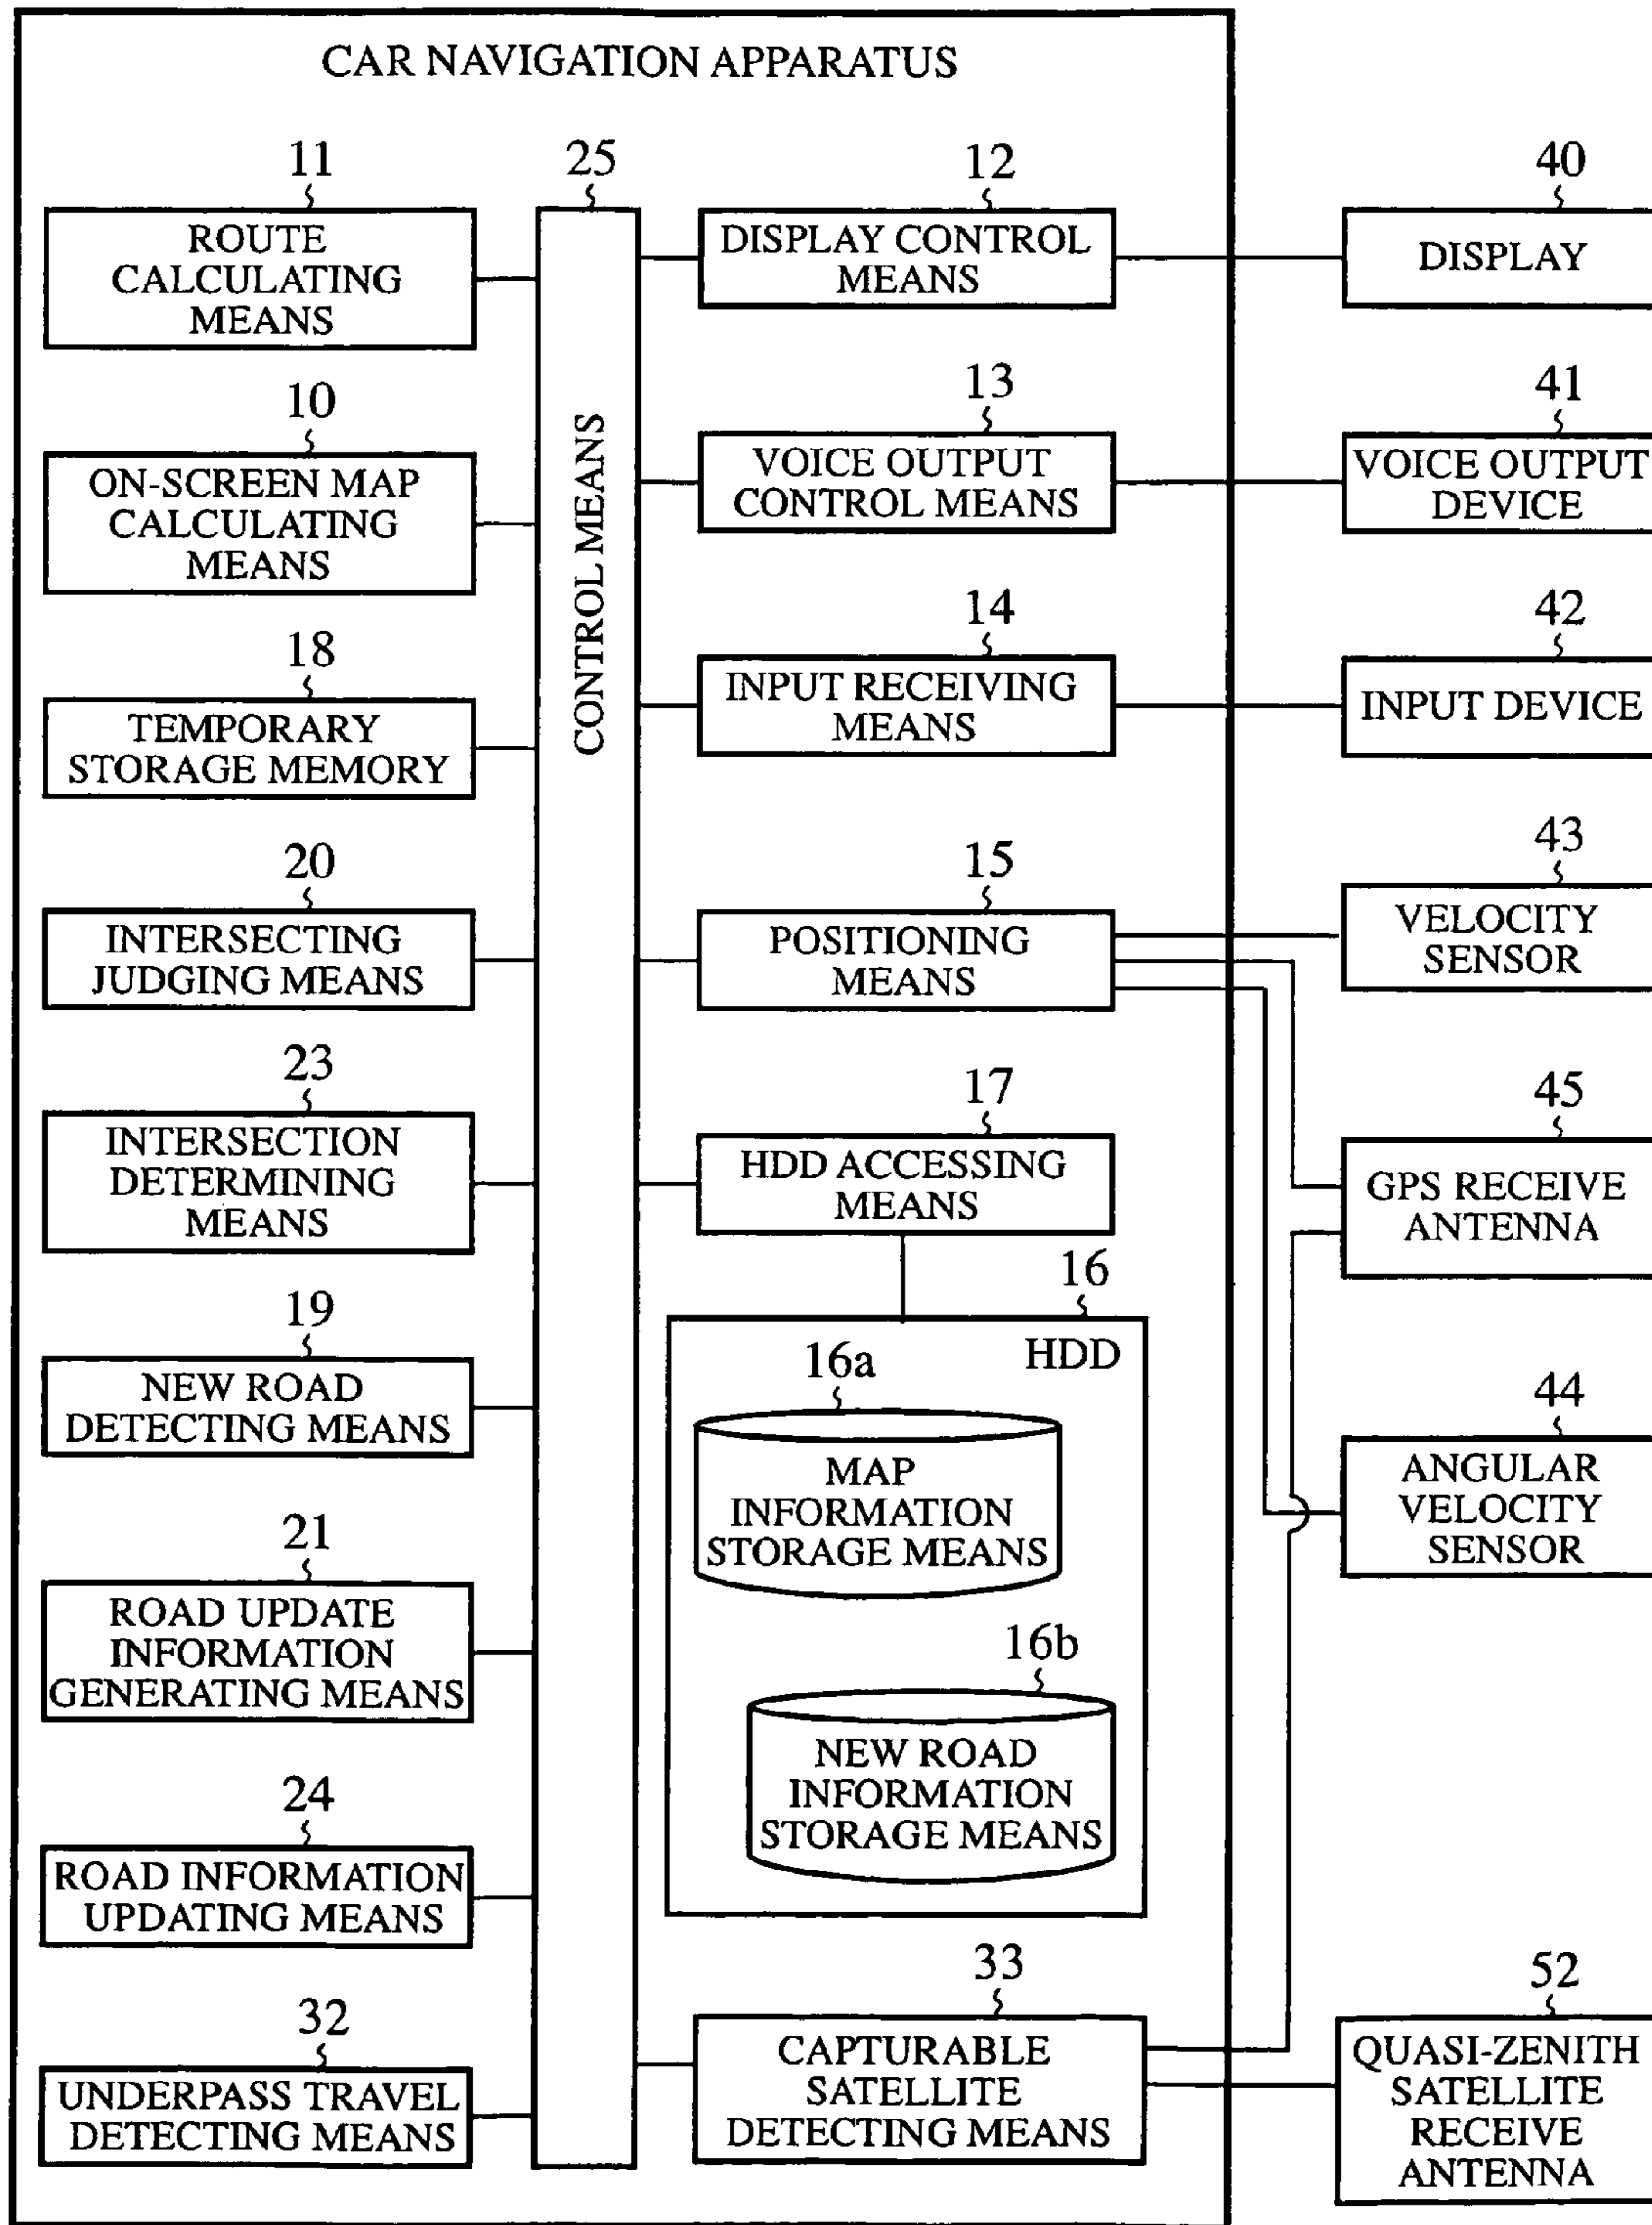 CAR NAVIGATION APPARATUS
11
ROUTE
CALCULATING
MEANS
10
ON-SCREEN MAP
CALCULATING
MEANS
18
TEMPORARY
STORAGE MEMORY
20
INTERSECTING
JUDGING MEANS
23
INTERSECTION
DETERMINING
MEANS
19
NEW ROAD
DETECTING MEANS
21
ROAD UPDATE
INFORMATION
GENERATING MEANS
24
ROAD INFORMATION
UPDATING MEANS
32
UNDERPASS TRAVEL
DETECTING MEANS
25
CONTROL MEANS
12
DISPLAY CONTROL
MEANS
13
VOICE OUTPUT
CONTROL MEANS
14
INPUT RECEIVING
MEANS
15
POSITIONING
MEANS
17
HDD ACCESSING
MEANS
16
HDD
16a
MAP
INFORMATION
STORAGE MEANS
16b
NEW ROAD
INFORMATION
STORAGE MEANS
33
CAPTURABLE
SATELLITE
DETECTING MEANS
40
DISPLAY
41
VOICE OUTPUT
DEVICE
42
INPUT DEVICE
43
VELOCITY
SENSOR
45
GPS RECEIVE
ANTENNA
44
ANGULAR
VELOCITY
SENSOR
52
QUASI-ZENITH
SATELLITE
RECEIVE
ANTENNA